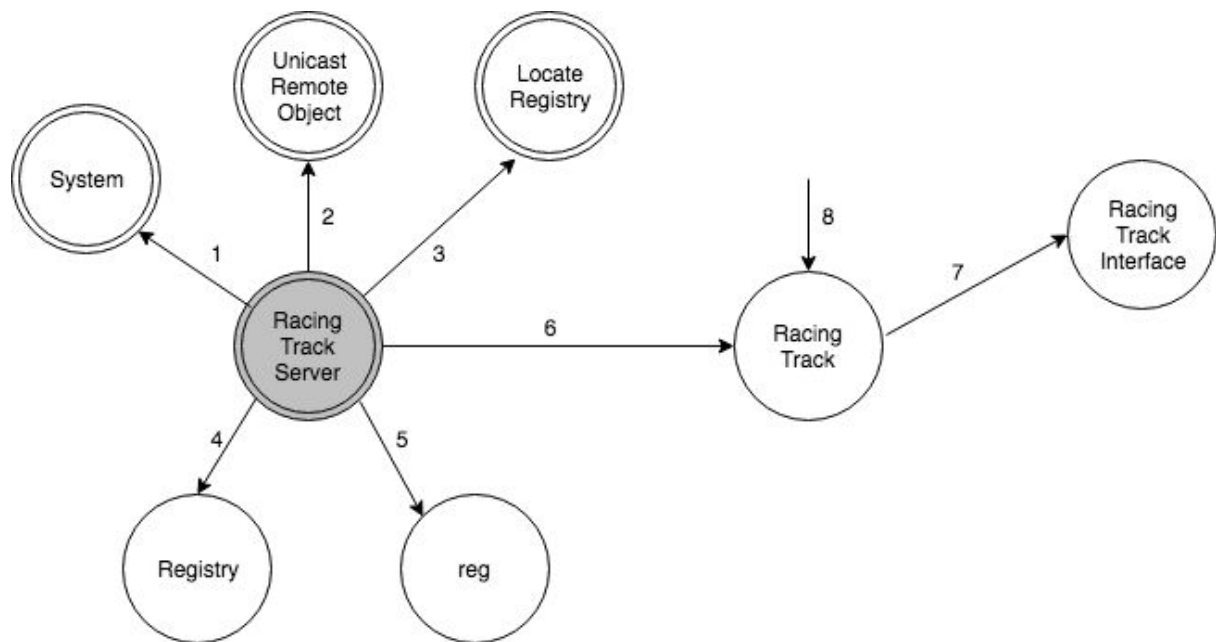 Unicast
Remote
Object
Locate
Registry
System
1
2
3
8
Racing
Track
Interface
7
Racing
Track
Server
6
Racing
Track
4
5
Registry
reg